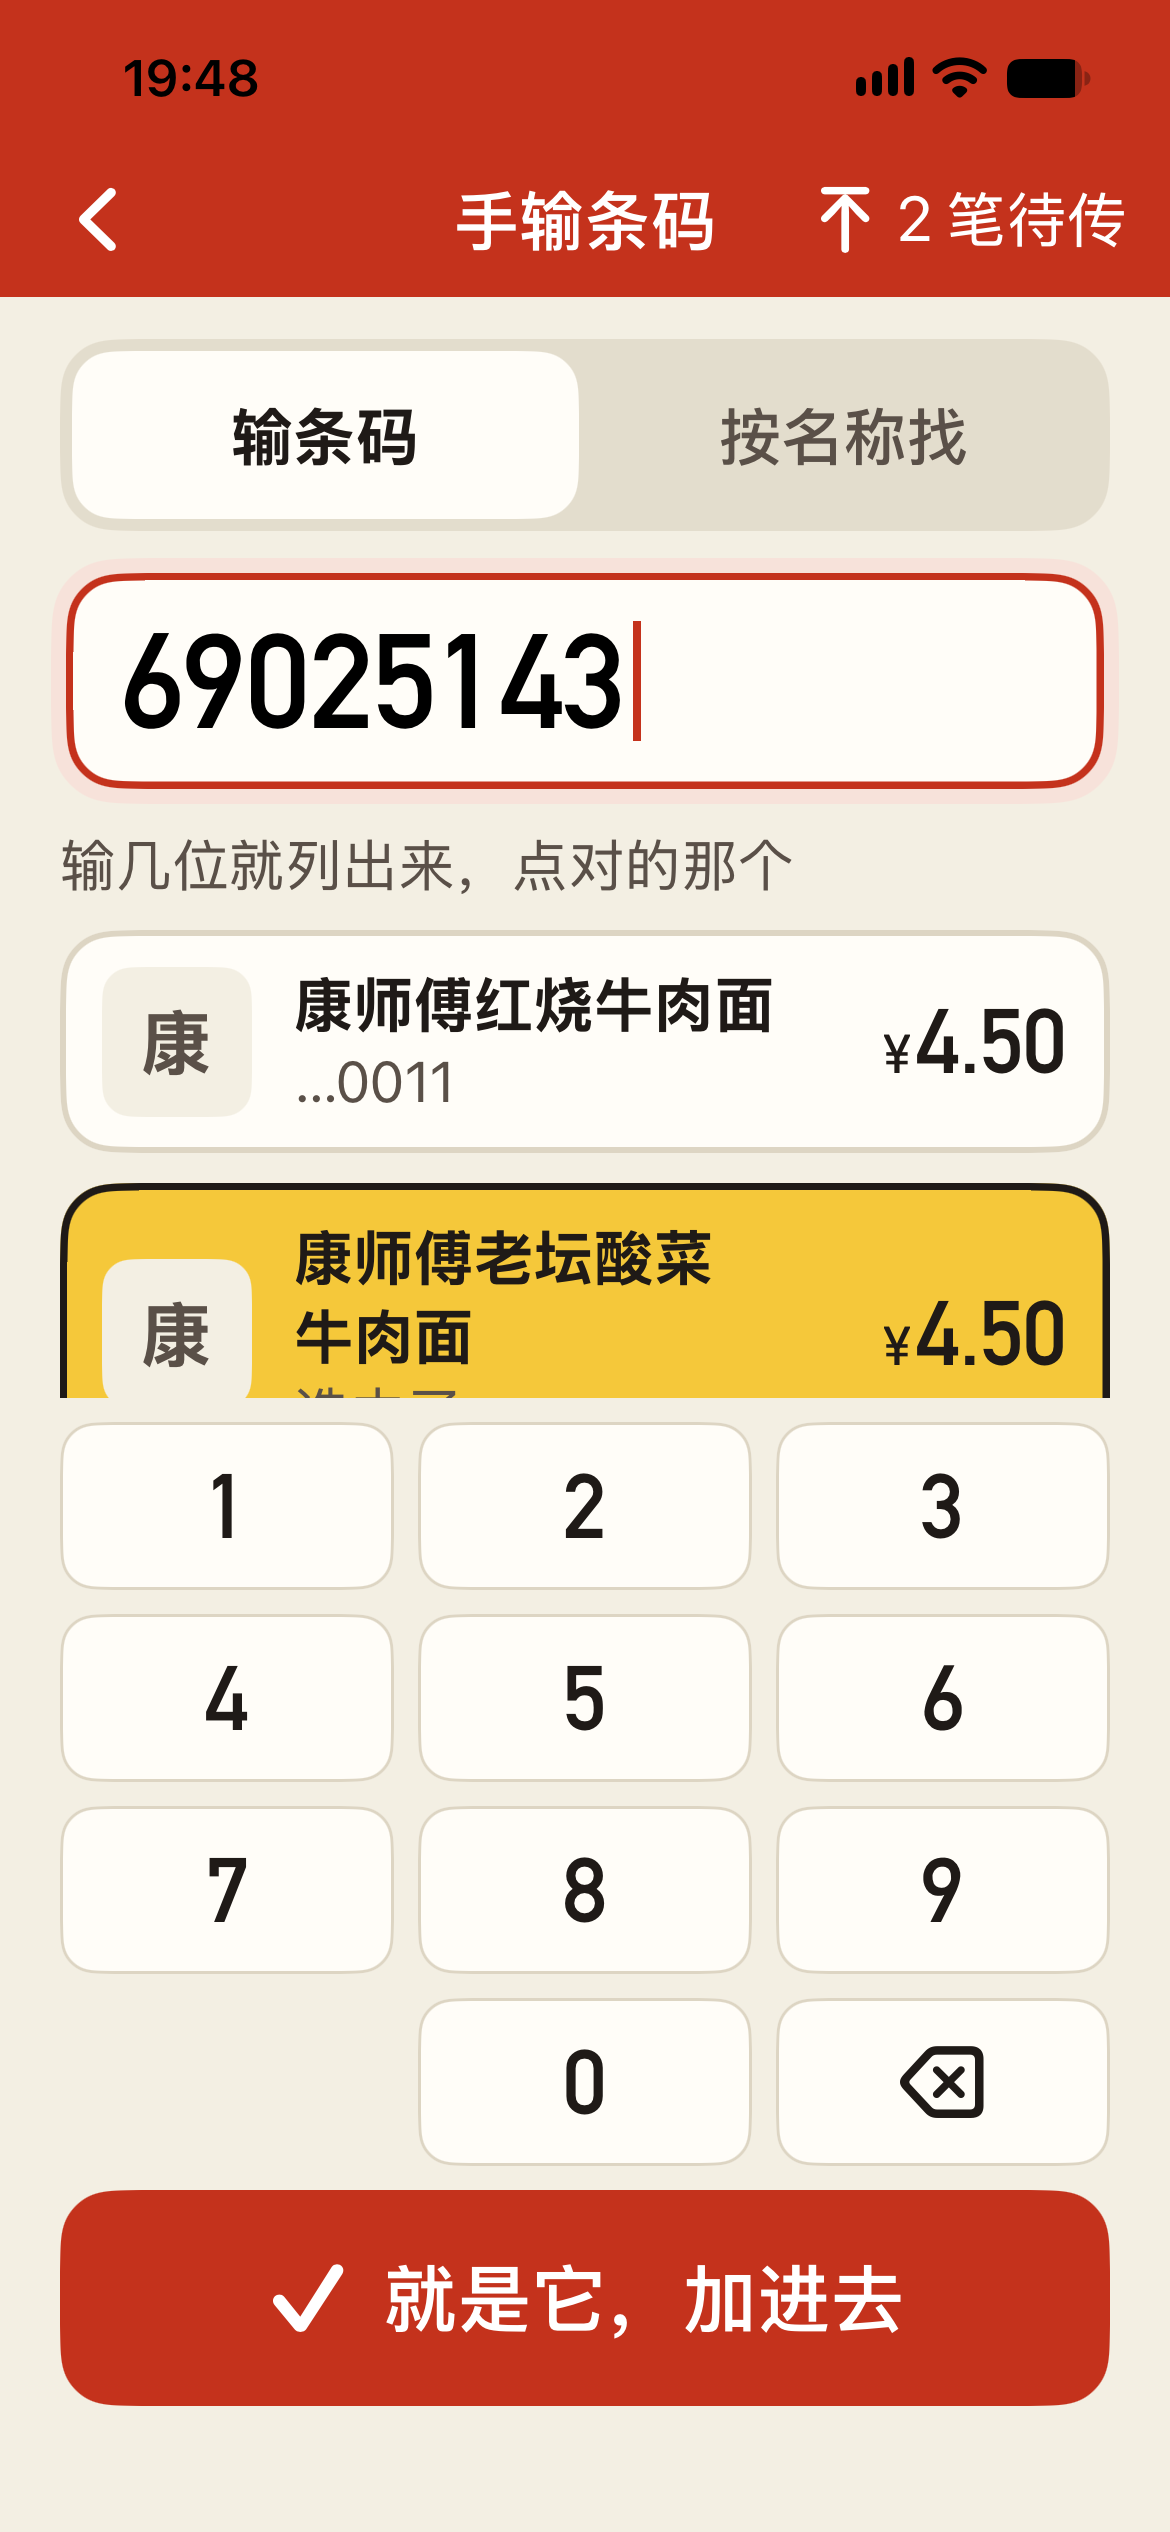 19:48
手输条码
2 笔待传
输条码
按名称找
69025143
输几位就列出来，点对的那个
康
康师傅红烧牛肉面
...0011
¥4.50
康
康师傅老坛酸菜
牛肉面
¥4.50
1
2
3
4
5
6
7
8
9
0
就是它，加进去